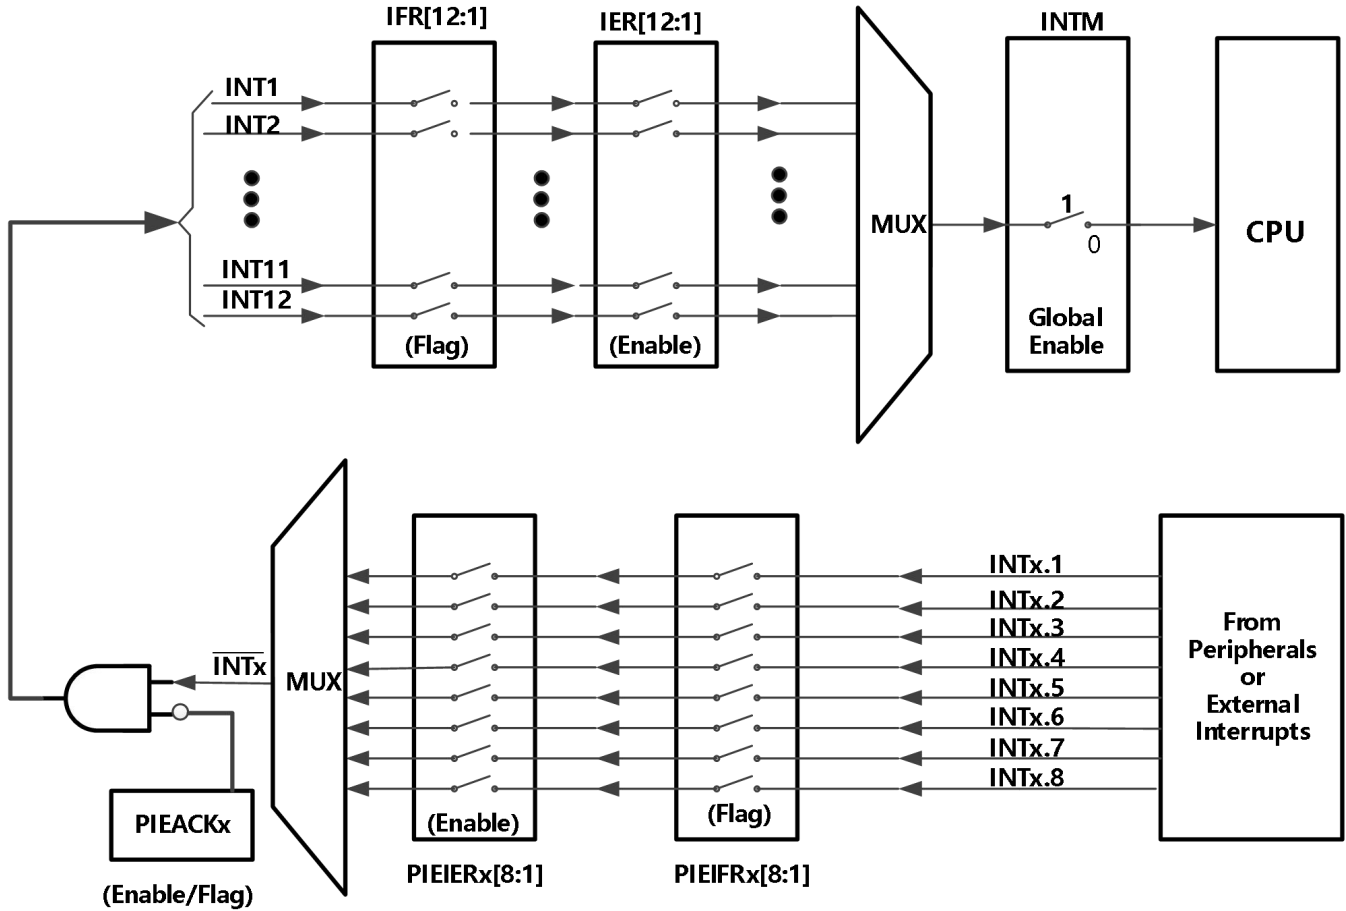 IFR[12:1]
IER[12:1]
INTM
INT1
INT2
INT11
INT12
(Flag)
(Enable)
MUX
1
0
Global
Enable
CPU
INTx.1
INTx.2
INTx.3
INTx.4
INTx.5
INTx.6
INTx.7
INTx.8
From
Peripherals
or
External
Interrupts
INTx
MUX
(Enable)
(Flag)
PIEACKx
(Enable/Flag)
PIEIERx[8:1]
PIEIFRx[8:1]